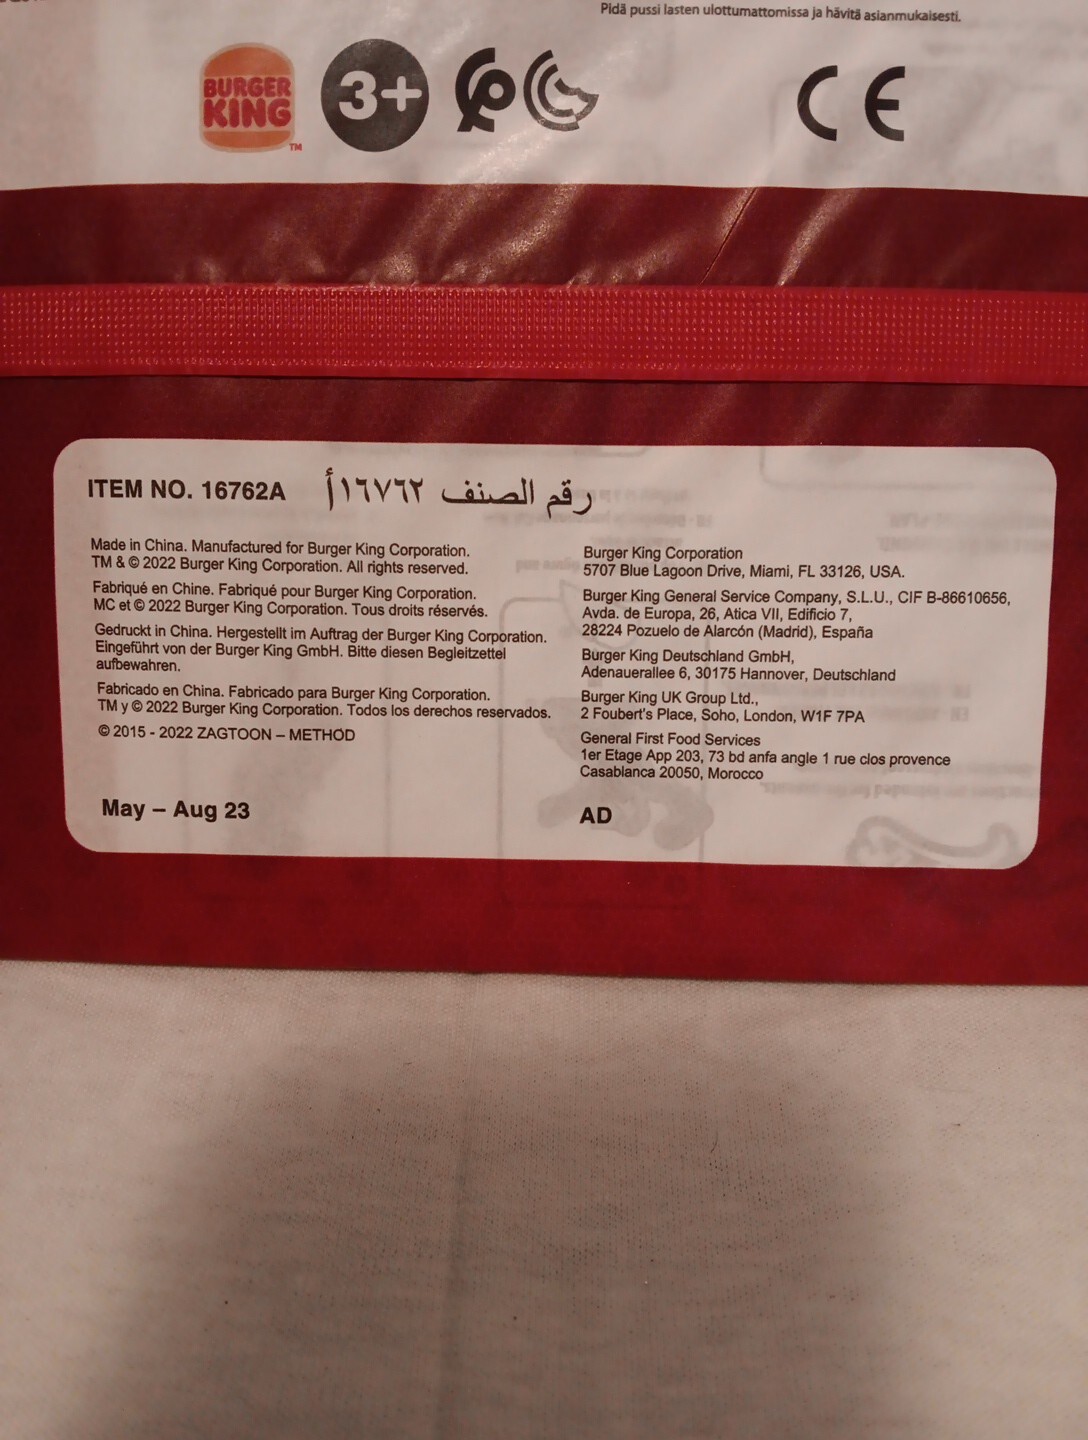 Pidä pussi lasten ulottumattomissa ja hävitä asianmukaisesti.
BURGER
KING
TM
3+
CE
ITEM NO. 16762A رقم الصنف ١٦٧٦٢أ
Made in China. Manufactured for Burger King Corporation.
TM & © 2022 Burger King Corporation. All rights reserved.
Fabriqué en Chine. Fabriqué pour Burger King Corporation.
MC et © 2022 Burger King Corporation. Tous droits réservés.
Gedruckt in China. Hergestellt im Auftrag der Burger King Corporation.
Eingeführt von der Burger King GmbH. Bitte diesen Begleitzettel
aufbewahren.
Fabricado en China. Fabricado para Burger King Corporation.
TM y © 2022 Burger King Corporation. Todos los derechos reservados.
© 2015 - 2022 ZAGTOON – METHOD
May – Aug 23
Burger King Corporation
5707 Blue Lagoon Drive, Miami, FL 33126, USA.
Burger King General Service Company, S.L.U., CIF B-86610656,
Avda. de Europa, 26, Atica VII, Edificio 7,
28224 Pozuelo de Alarcón (Madrid), España
Burger King Deutschland GmbH,
Adenauerallee 6, 30175 Hannover, Deutschland
Burger King UK Group Ltd.,
2 Foubert's Place, Soho, London, W1F 7PA
General First Food Services
1er Etage App 203, 73 bd anfa angle 1 rue clos provence
Casablanca 20050, Morocco
AD